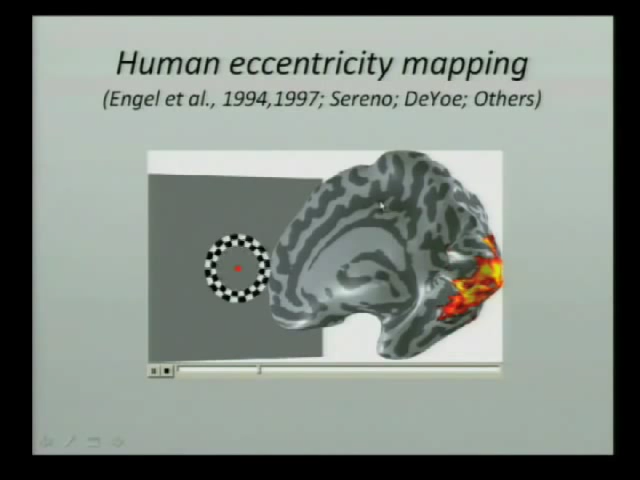 Human eccentricity mapping
(Engel et al., 1994,1997; Sereno; DeYoe; Others)